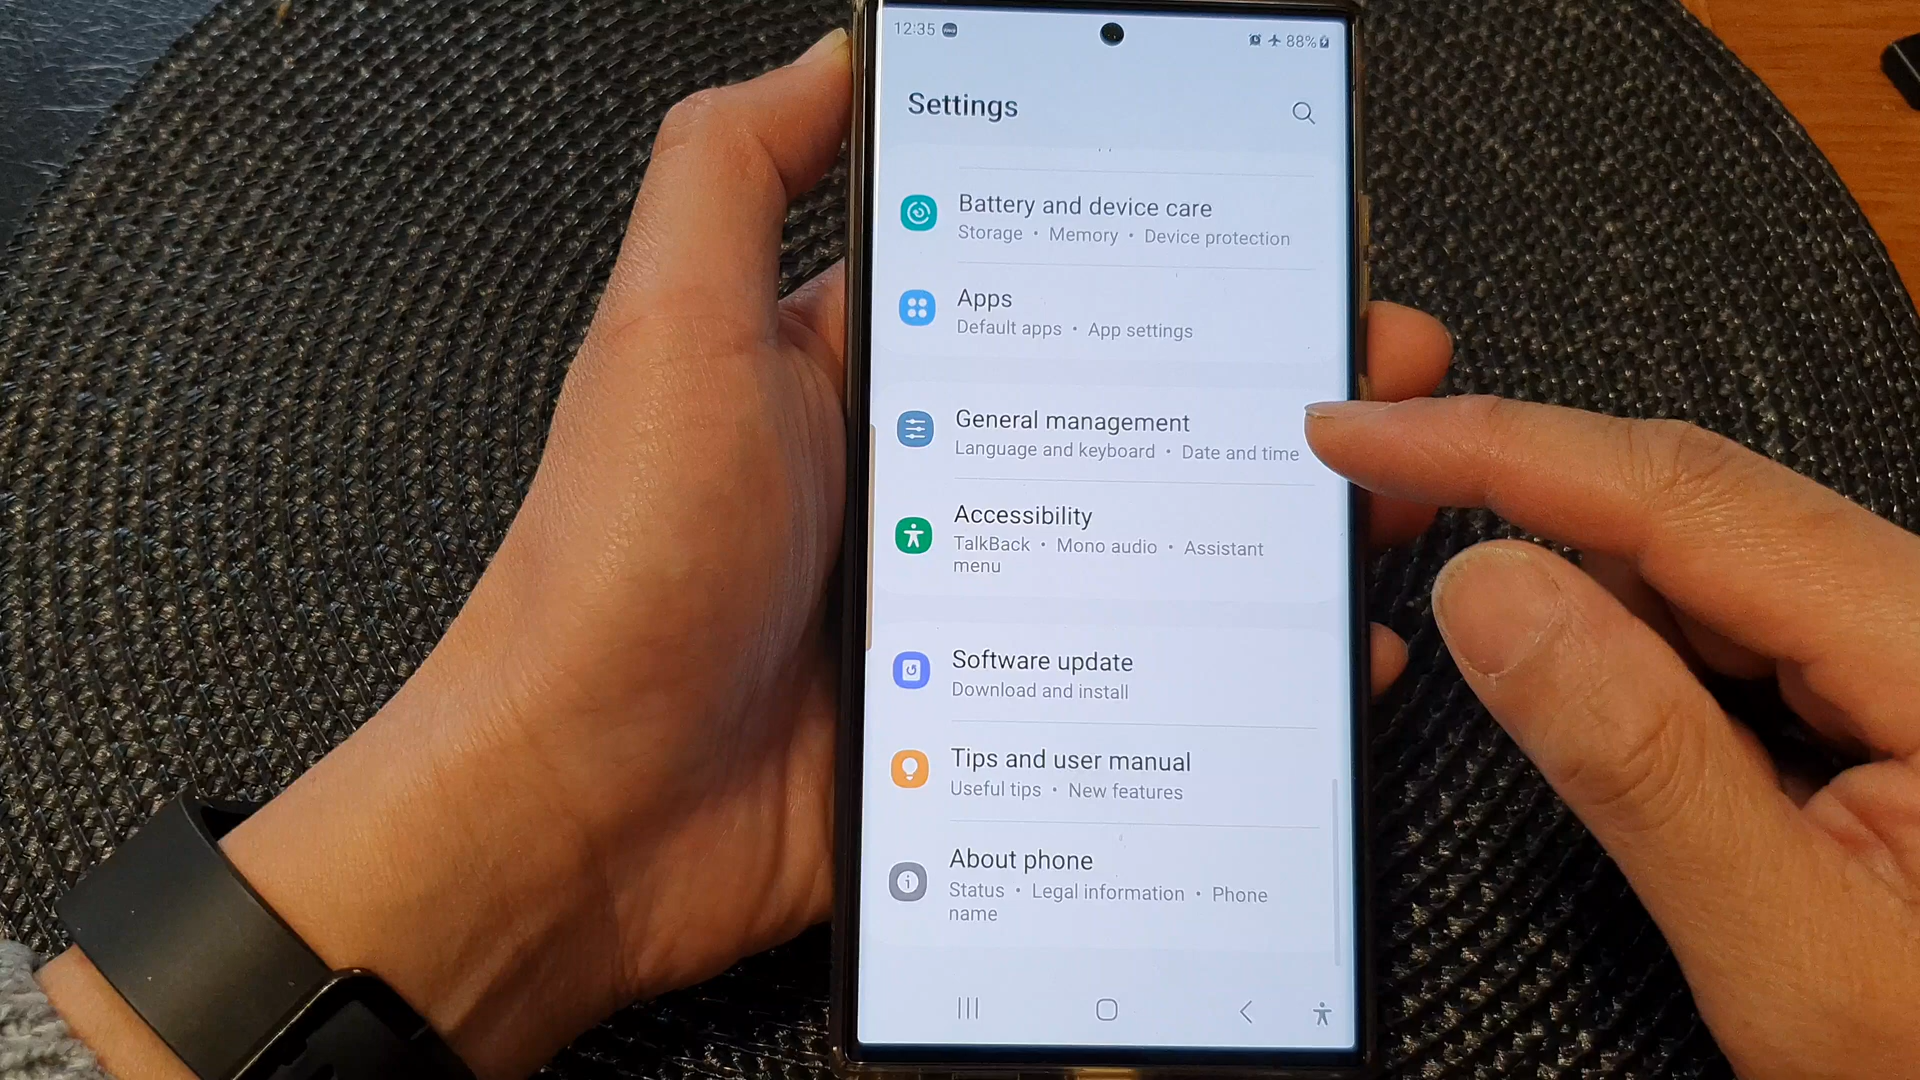 12:35
88%
Settings
Battery and device care
Storage • Memory • Device protection
Apps
Default apps • App settings
General management
Language and keyboard • Date and time
Accessibility
TalkBack • Mono audio • Assistant
menu
Software update
Download and install
Tips and user manual
Useful tips • New features
About phone
Status • Legal information • Phone
name